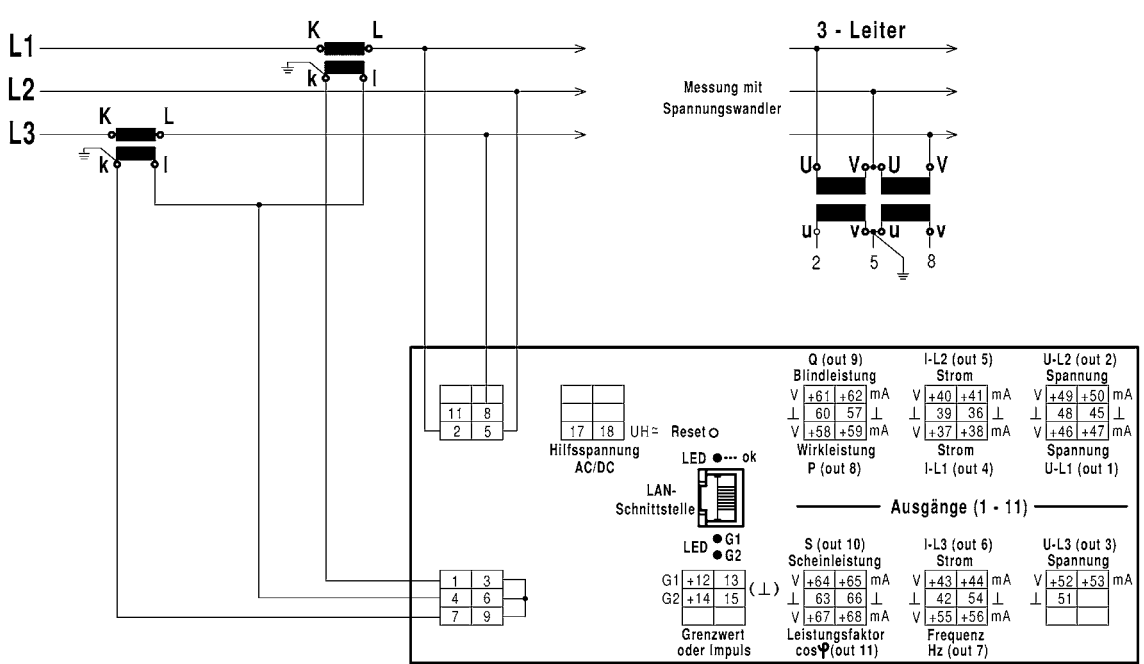 K L
L1
k l
L2
K L
L3
k l
3 - Leiter
Messung mit
Spannungswandler
U V U V
u v u v
2 5 8
11 8
2 5
17 18 UH≂
Hilfsspannung
AC/DC
Reset
LED --- ok
LAN-
Schnittstelle
LED G1
G2
Q (out 9)
Blindleistung
V +61 +62 mA
⊥ 60 57 ⊥
V +58 +59 mA
Wirkleistung
P (out 8)
I-L2 (out 5)
Strom
V +40 +41 mA
⊥ 39 36 ⊥
V +37 +38 mA
Strom
I-L1 (out 4)
U-L2 (out 2)
Spannung
V +49 +50 mA
⊥ 48 45 ⊥
V +46 +47 mA
Spannung
U-L1 (out 1)
Ausgänge (1 - 11)
1 3
4 6
7 9
G1 +12 13
G2 +14 15 (⊥)
Grenzwert
oder Impuls
S (out 10)
Scheinleistung
V +64 +65 mA
⊥ 63 66 ⊥
V +67 +68 mA
Leistungsfaktor
cosφ (out 11)
I-L3 (out 6)
Strom
V +43 +44 mA
⊥ 42 54 ⊥
V +55 +56 mA
Frequenz
Hz (out 7)
U-L3 (out 3)
Spannung
V +52 +53 mA
⊥ 51